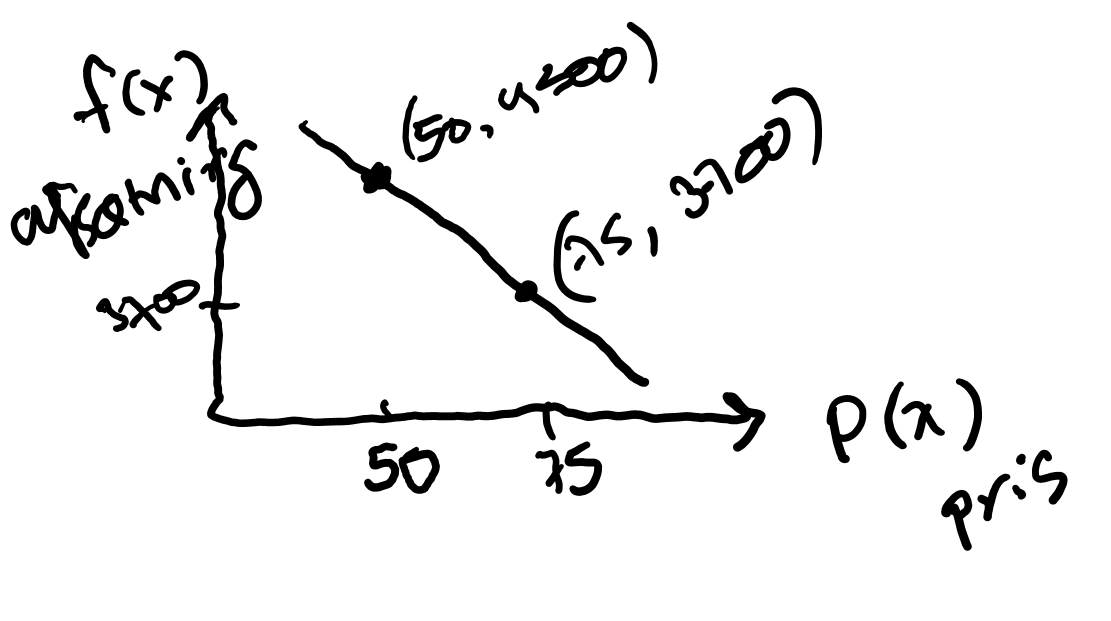 f(x)
afsætning
(50, 4200)
(75, 3700)
3700
50 75
P(x)
pris